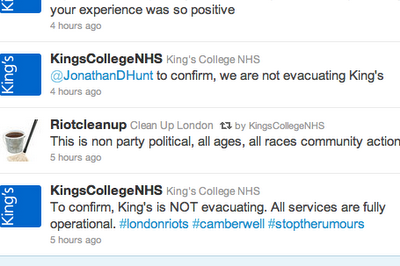 your experience was so positive
4 hours ago
King's
KingsCollegeNHS King's College NHS
@JonathanDHunt to confirm, we are not evacuating King's
4 hours ago
Riotcleanup Clean Up London by KingsCollegeNHS
This is non party political, all ages, all races community action
5 hours ago
King's
KingsCollegeNHS King's College NHS
To confirm, King's is NOT EVACUATING. All services are fully
operational. #londonriots #camberwell #stoptherumours
5 hours ago